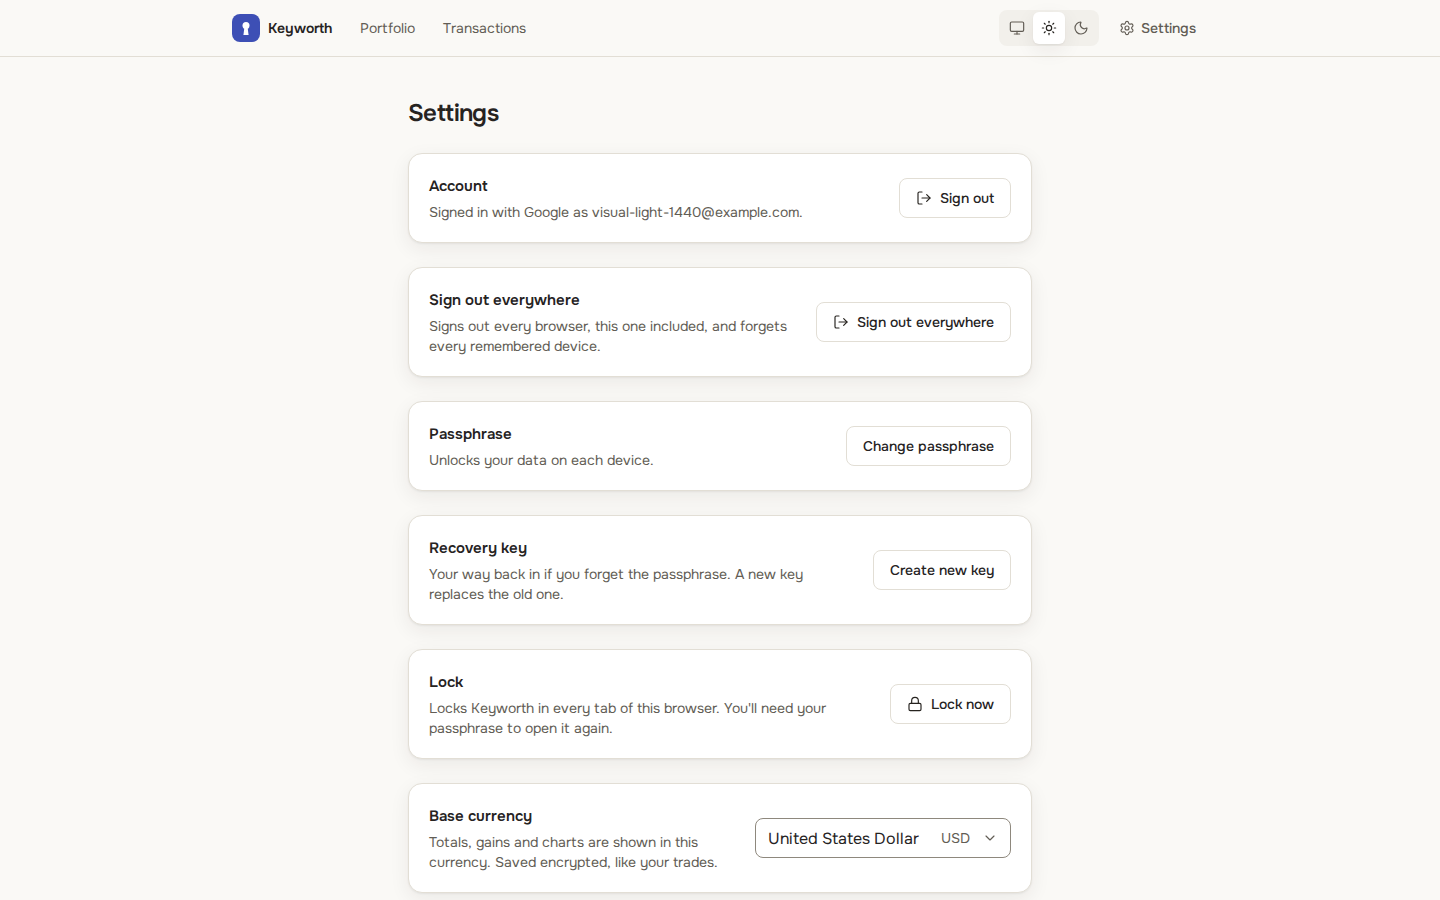 Keyworth
Portfolio
Transactions
Settings
Settings
Account
Signed in with Google as visual-light-1440@example.com.
Sign out
Sign out everywhere
Signs out every browser, this one included, and forgets
every remembered device.
Sign out everywhere
Passphrase
Unlocks your data on each device.
Change passphrase
Recovery key
Your way back in if you forget the passphrase. A new key
replaces the old one.
Create new key
Lock
Locks Keyworth in every tab of this browser. You'll need your
passphrase to open it again.
Lock now
Base currency
Totals, gains and charts are shown in this
currency. Saved encrypted, like your trades.
United States Dollar USD